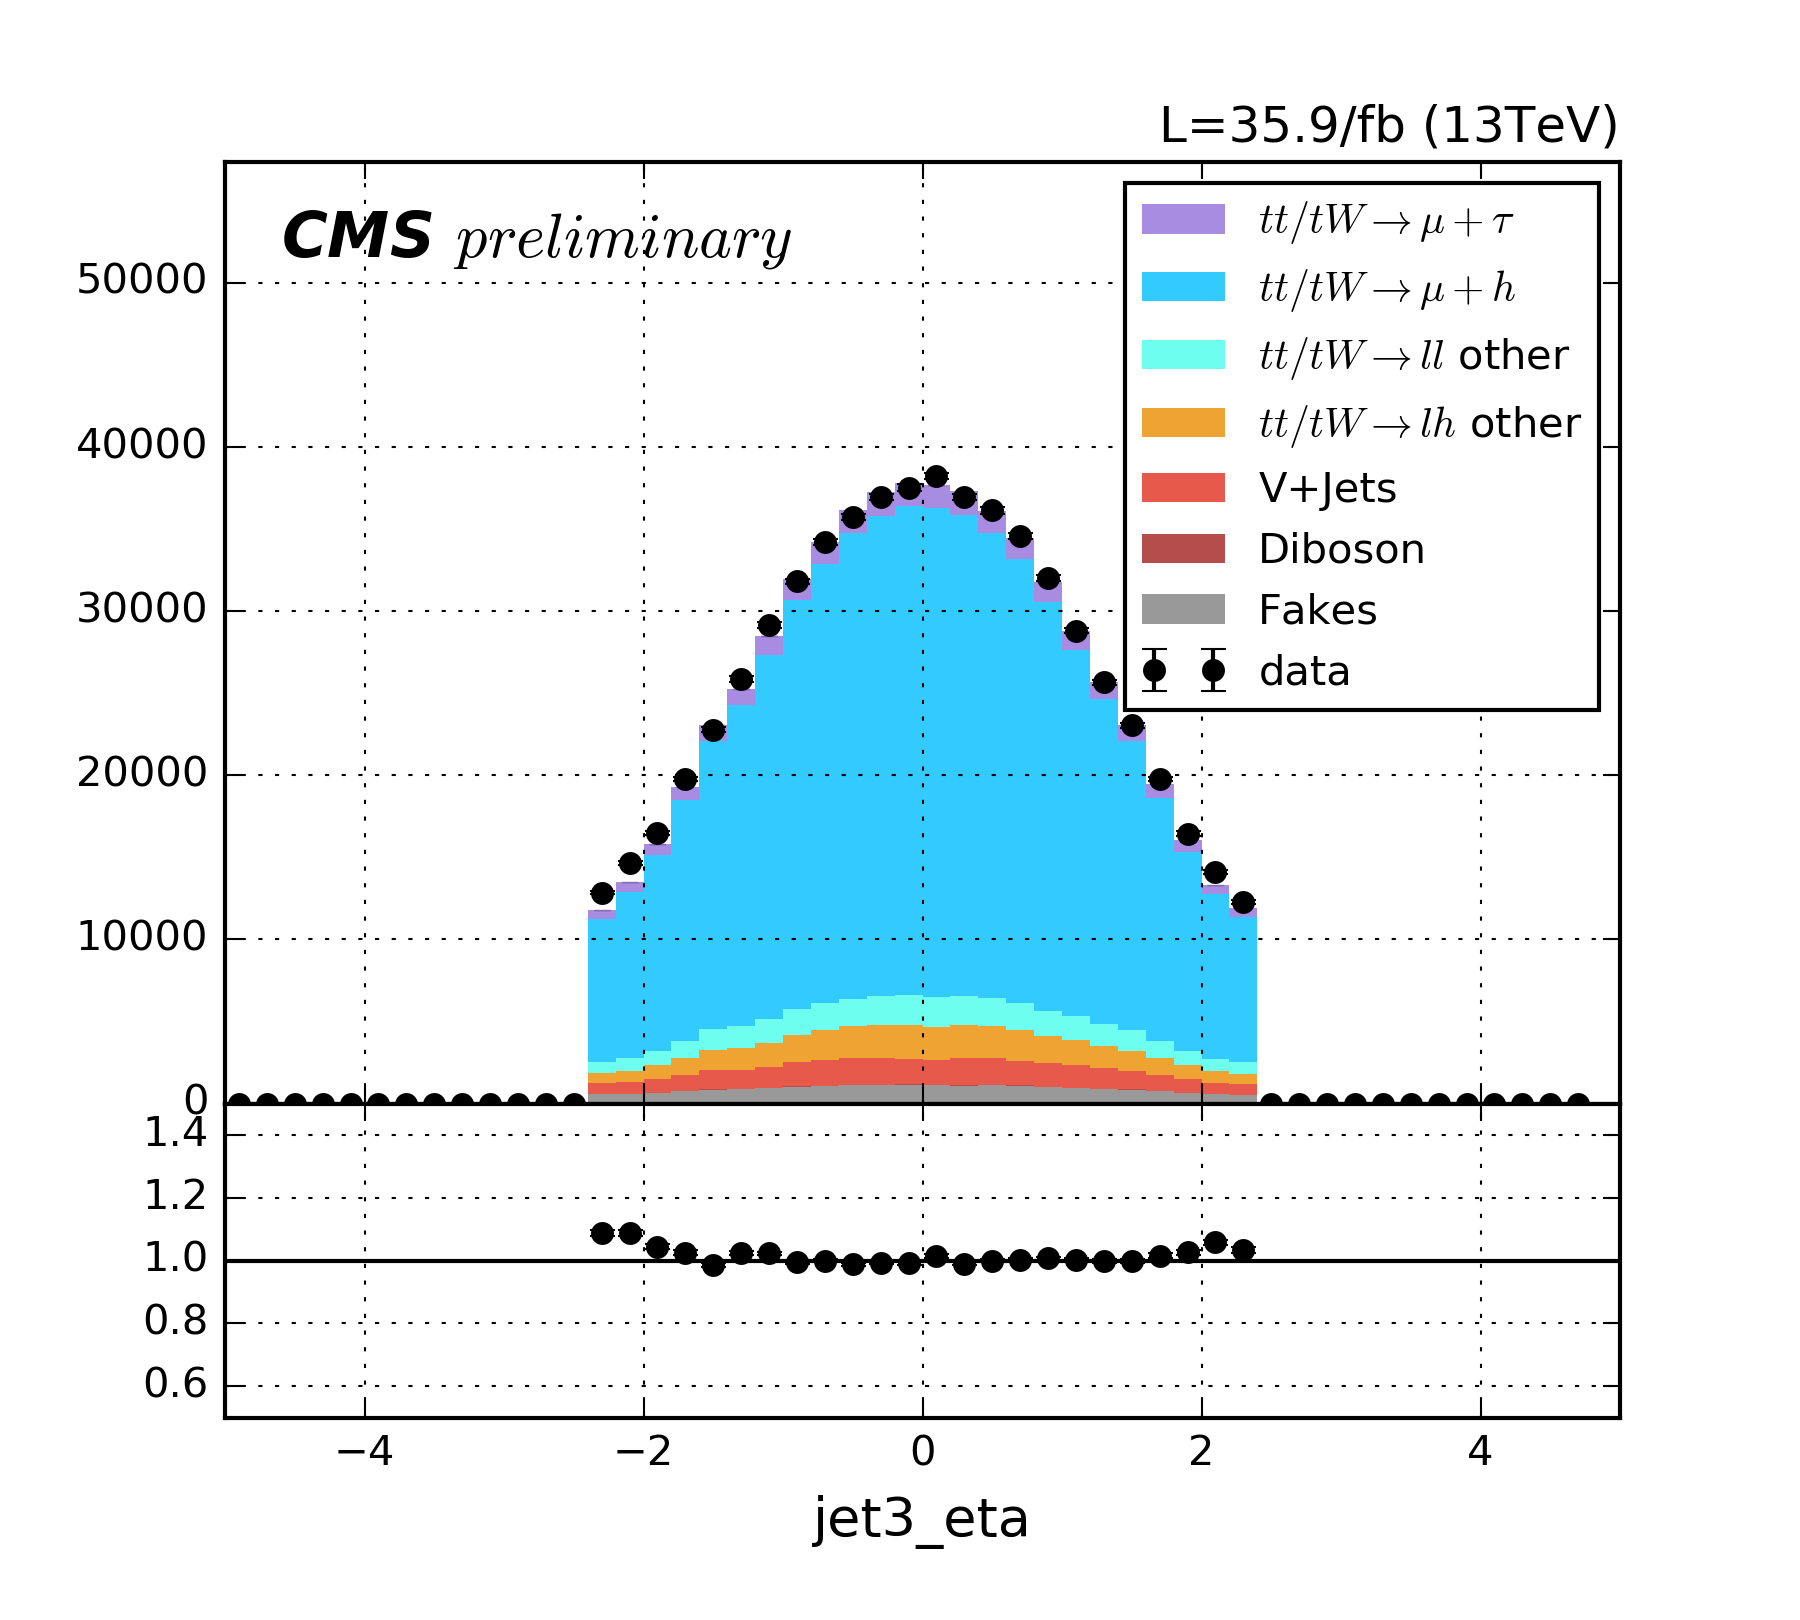 L=35.9/fb (13TeV)
CMS preliminary
tt/tW→μ+τ
tt/tW→μ+h
tt/tW→ll other
tt/tW→lh other
V+Jets
Diboson
Fakes
data
50000
40000
30000
20000
10000
0
1.4
1.2
1.0
0.8
0.6
−4 −2 0 2 4
jet3_eta